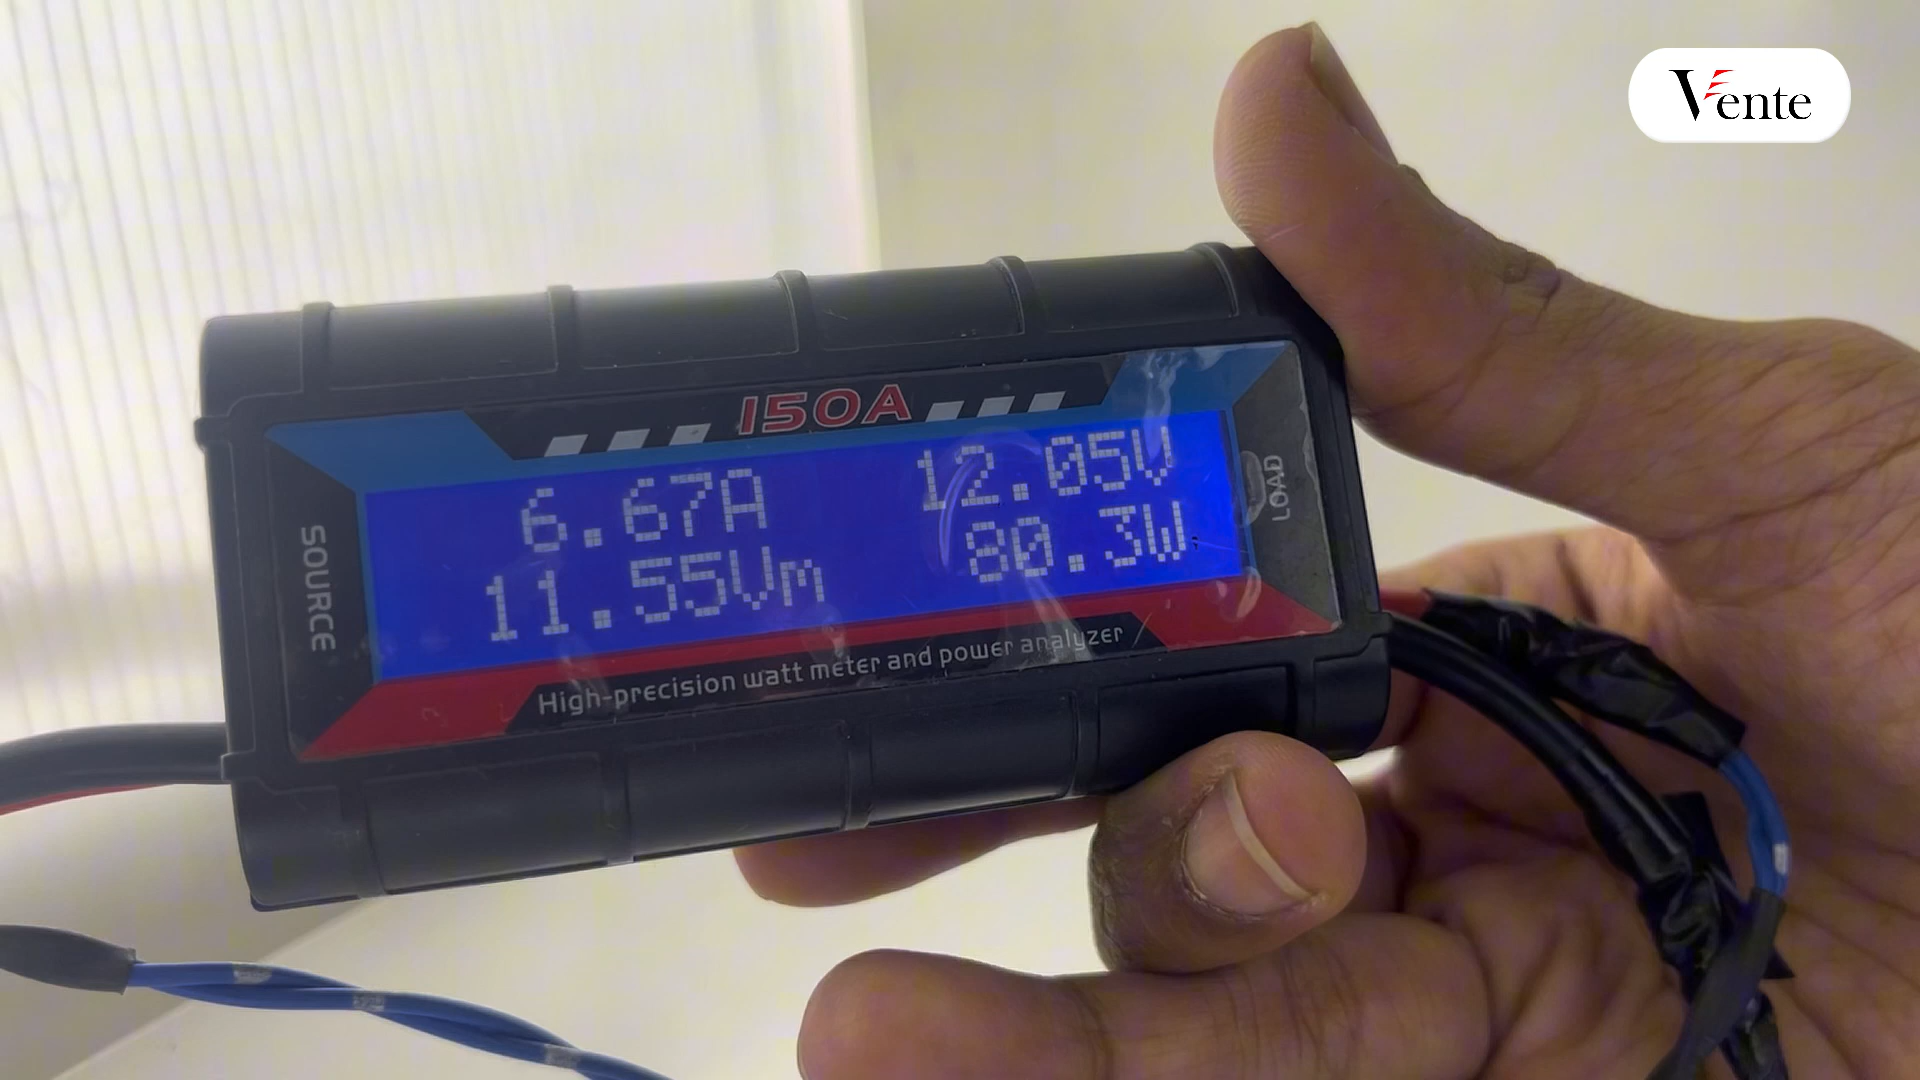 Vente
150A
6.67A 12.05V
11.55Vm 80.3W
SOURCE
LOAD
High-precision watt meter and power analyzer